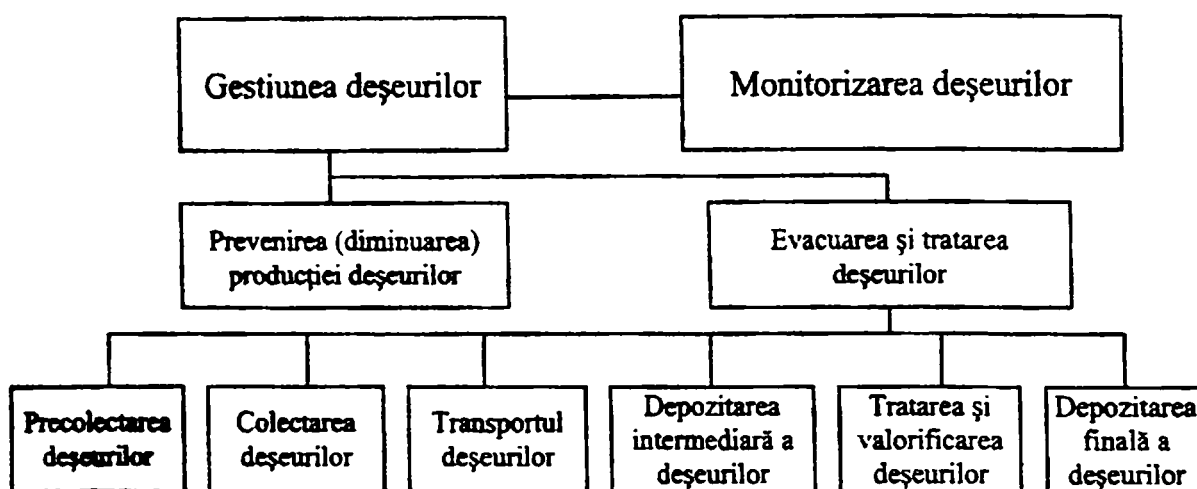 Gestiunea deşeurilor
Monitorizarea deşeurilor
Prevenirea (diminuarea)
producţiei deşeurilor
Evacuarea şi tratarea
deşeurilor
Precolectarea
deşeurilor
Colectarea
deşeurilor
Transportul
deşeurilor
Depozitarea
intermediară a
deşeurilor
Tratarea şi
valorificarea
deşeurilor
Depozitarea
finală a
deşeurilor